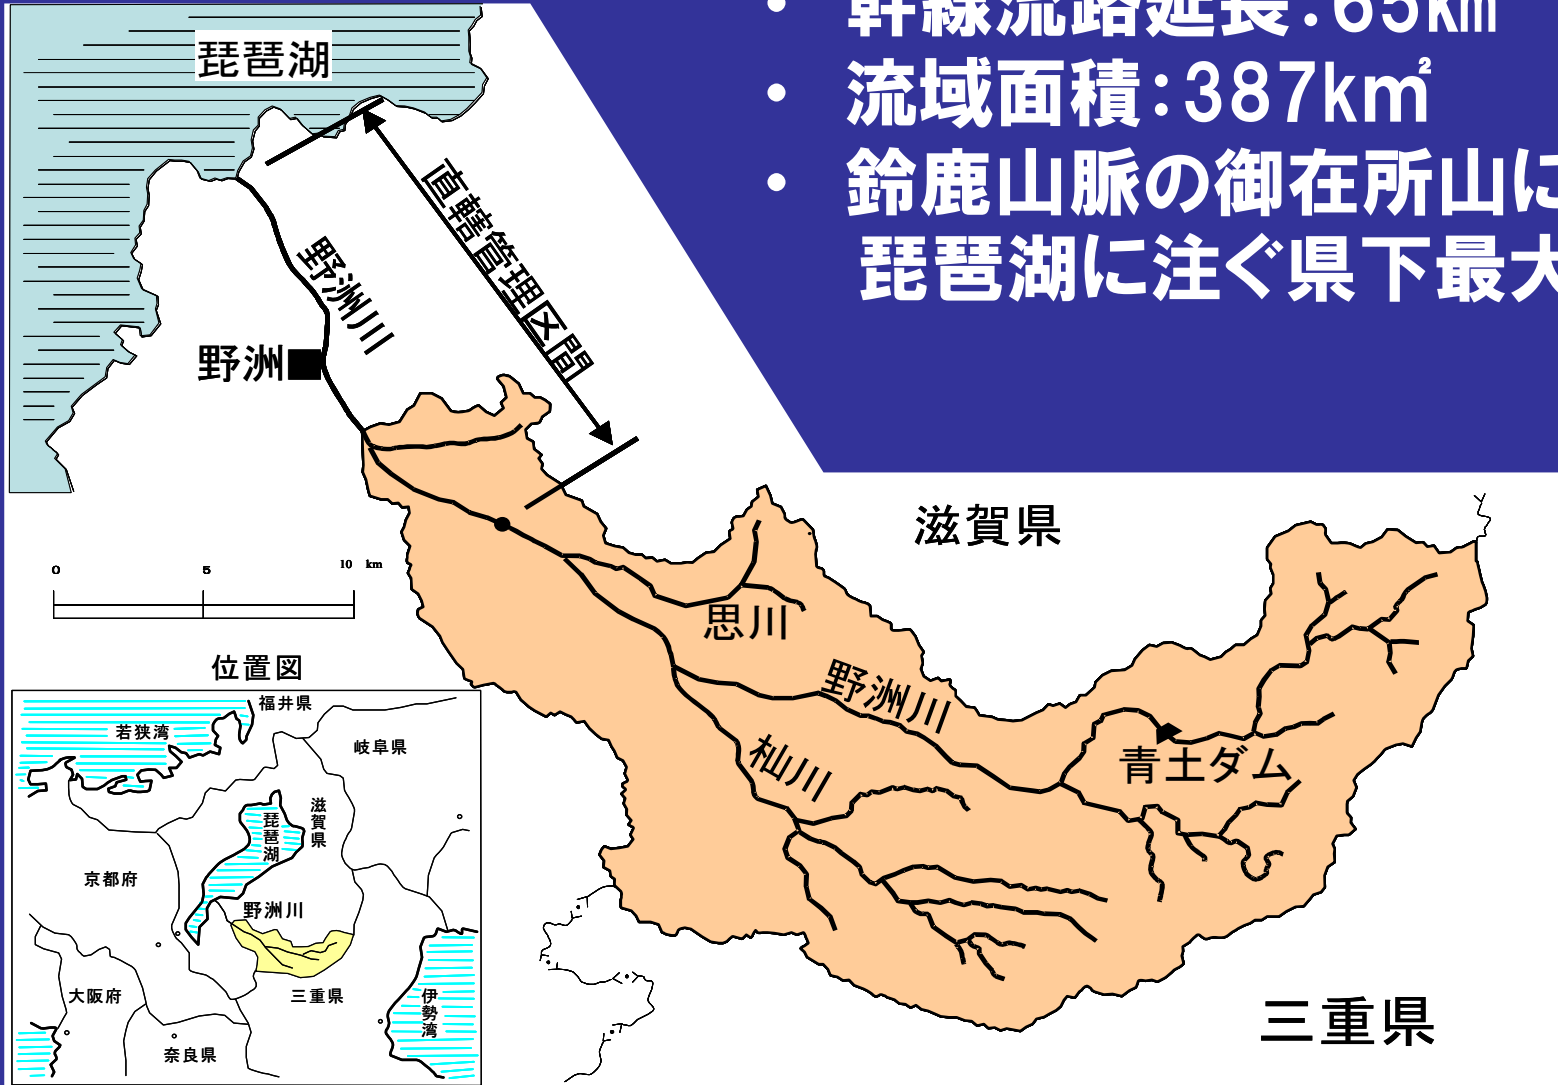 ・ 幹線流路延長：65km
・ 流域面積：387km²
・ 鈴鹿山脈の御在所山に
琵琶湖に注ぐ県下最大
琵琶湖
直轄管理区間
野洲川
野洲
滋賀県
0 5 10 km
思川
野洲川
杣川
青土ダム
三重県
位置図
福井県
若狭湾
岐阜県
滋賀県
琵琶湖
京都府
野洲川
大阪府
三重県
伊勢湾
奈良県